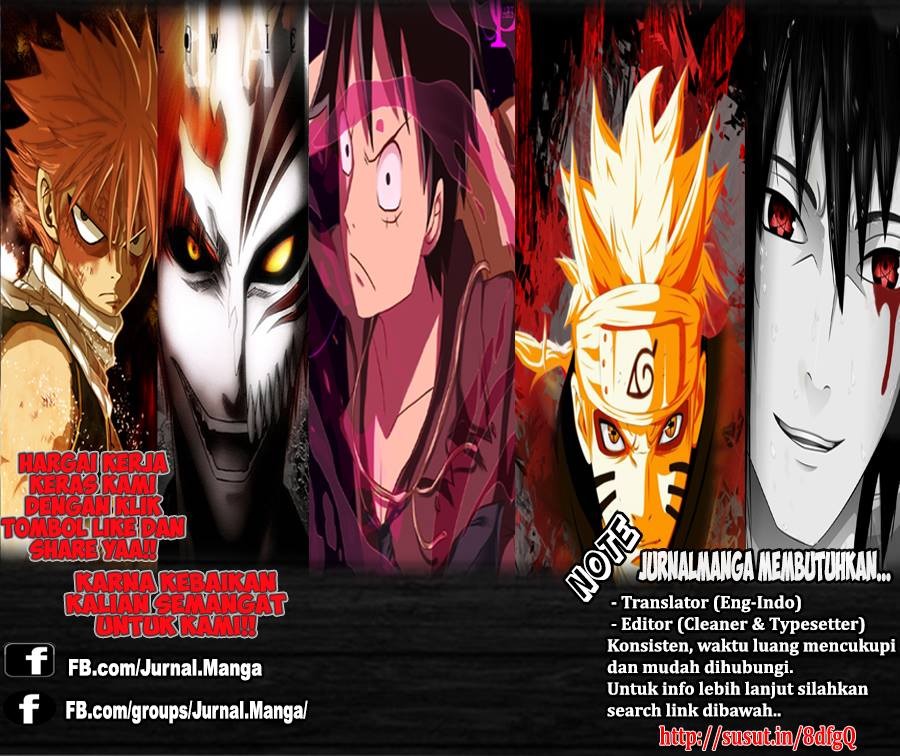 HARGAI KERJA
KERAS KAMI
DENGAN KLIK
TOMBOL LIKE DAN
SHARE YAA!!
KARNA KEBAIKAN
KALIAN SEMANGAT
UNTUK KAMI!!
f FB.com/Jurnal.Manga
f FB.com/groups/Jurnal.Manga/
NOTE
JURNALMANGA MEMBUTUHKAN...
- Translator (Eng-Indo)
- Editor (Cleaner & Typesetter)
Konsisten, waktu luang mencukupi
dan mudah dihubungi.
Untuk info lebih lanjut silahkan
search link dibawah..
http://susut.in/8dfgQ